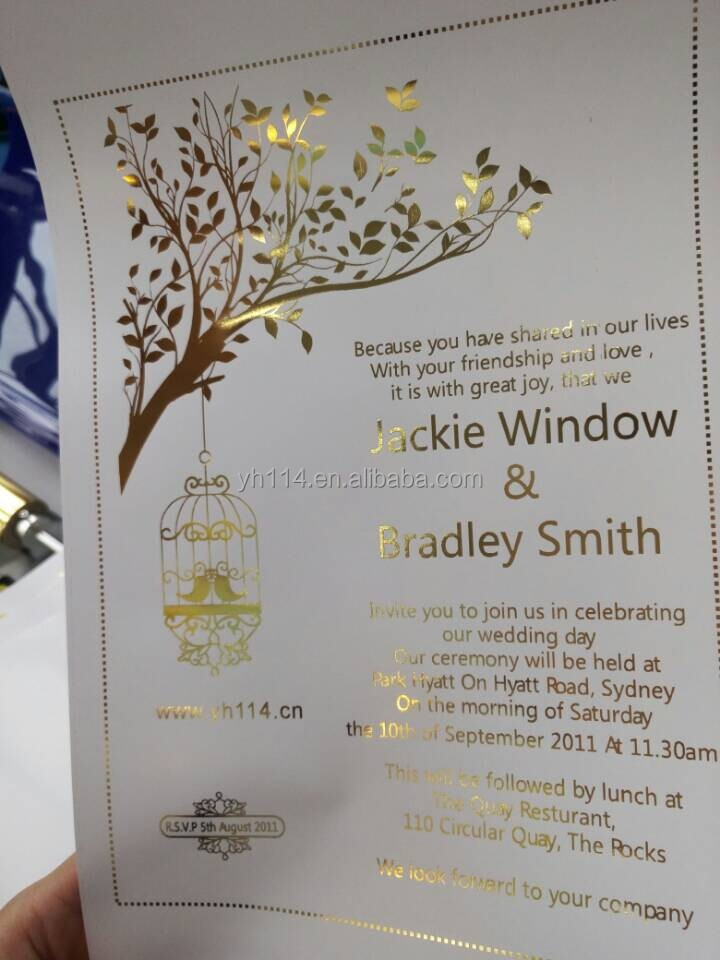 Because you have shared in our lives
With your friendship and love ,
it is with great joy, that we
Jackie Window
&
Bradley Smith
yh114.en.alibaba.com
Invite you to join us in celebrating
our wedding day
Our ceremony will be held at
Park Hyatt On Hyatt Road, Sydney
On the morning of Saturday
the 10th of September 2011 At 11.30am
This will be followed by lunch at
The Quay Resturant,
110 Circular Quay, The Rocks
We look forward to your company
www.yh114.cn
R.S.V.P 5th August 2011